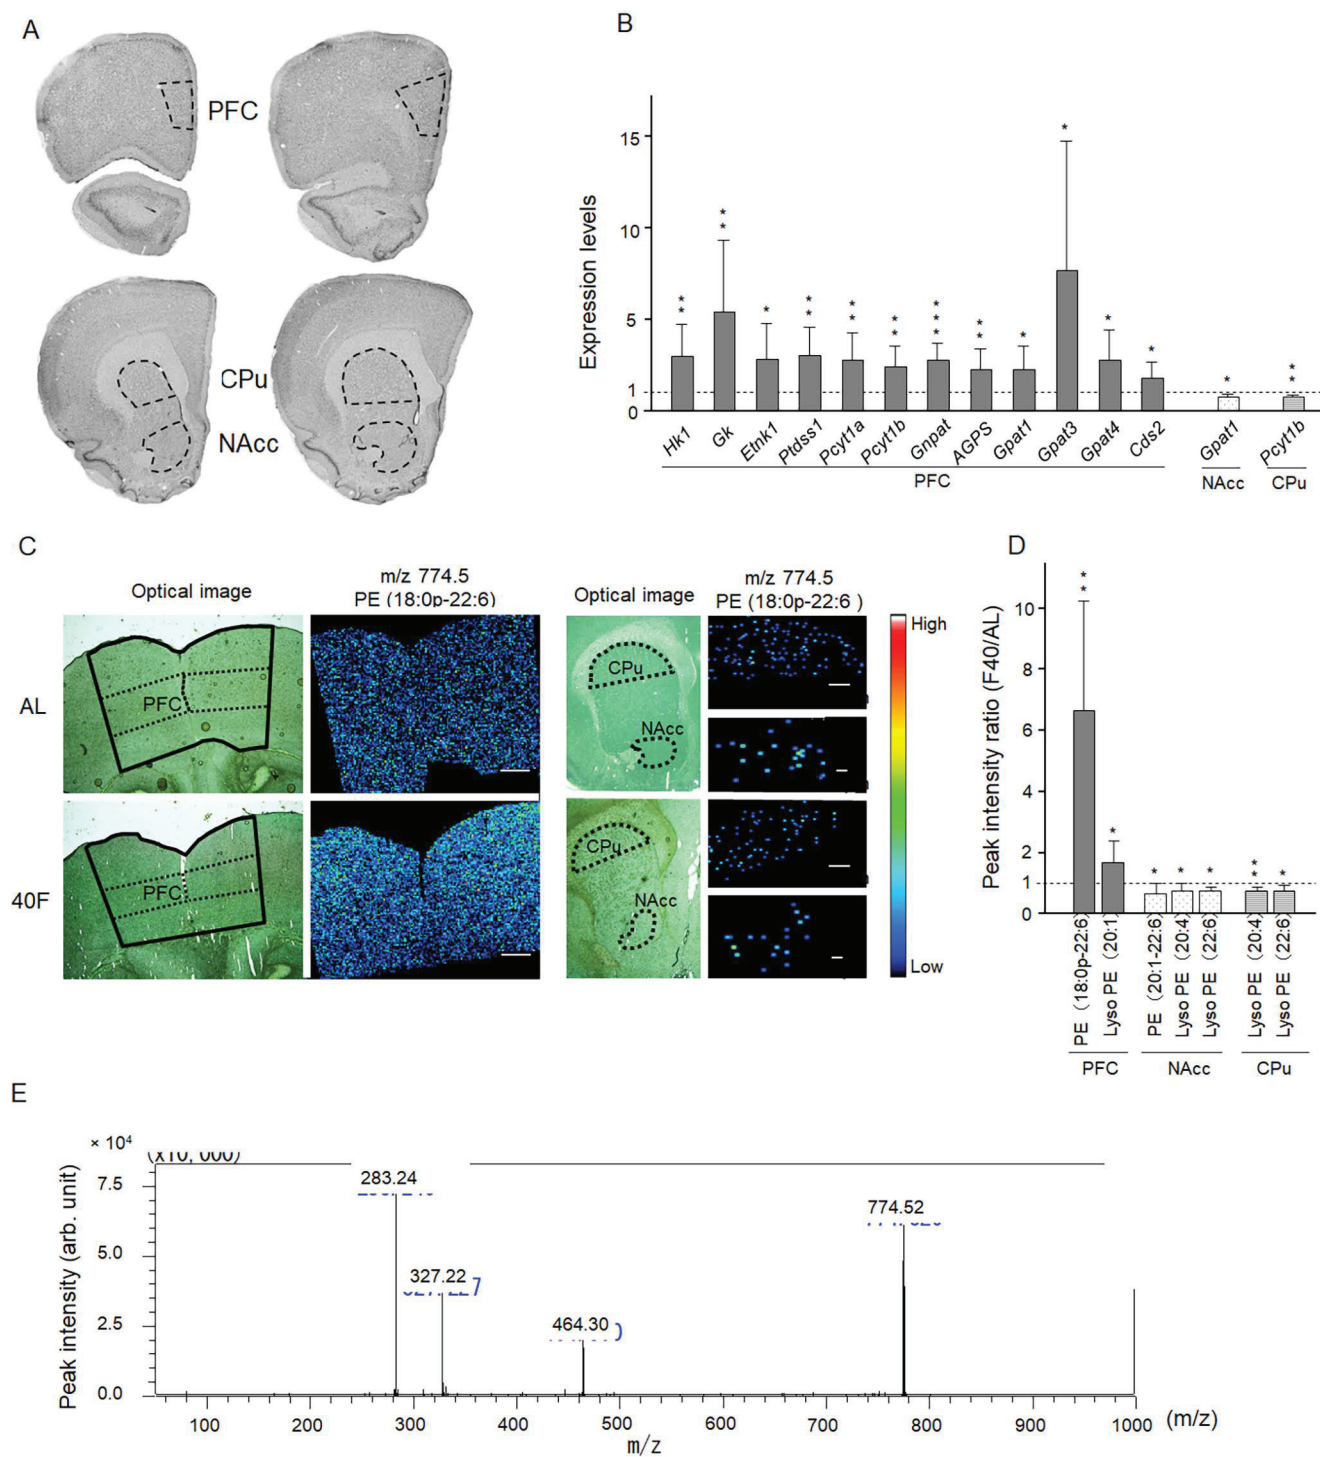 A
PFC
CPu
NAcc
B
Expression levels
15
10
5
1
0
* *
* *
*
* *
* *
* *
* * *
* *
*
*
*
*
*
* *
Hk1
Gk
Etnk1
Ptdss1
Pcyt1a
Pcyt1b
Gnpat
AGPS
Gpat1
Gpat3
Gpat4
Cds2
Gpat1
Pcyt1b
PFC
NAcc
CPu
C
Optical image
m/z 774.5
PE (18:0p-22:6)
Optical image
m/z 774.5
PE (18:0p-22:6 )
AL
PFC
CPu
NAcc
40F
PFC
CPu
NAcc
High
Low
D
Peak intensity ratio (F40/AL)
10
8
6
4
2
1
0
* *
*
*
*
*
* *
*
PE (18:0p-22:6)
Lyso PE (20:1)
PE (20:1-22:6)
Lyso PE (20:4)
Lyso PE (22:6)
Lyso PE (20:4)
Lyso PE (22:6)
PFC
NAcc
CPu
E
× 10⁴
(x10, 000)
Peak intensity (arb. unit)
7.5
5.0
2.5
0.0
283.24
327.22
464.30
774.52
100
200
300
400
500
600
700
800
900
1000
(m/z)
m/z